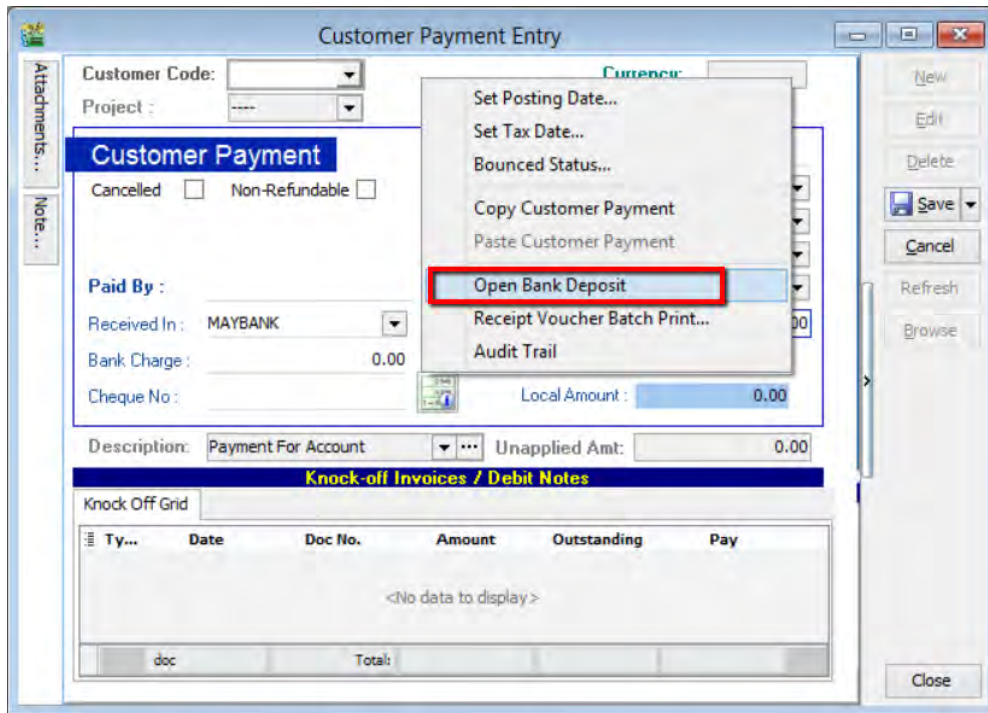 Customer Payment Entry
Attachments...
Note...
Customer Code:
Currency:
Project :
----
Customer Payment
Cancelled
Non-Refundable
Set Posting Date...
Set Tax Date...
Bounced Status...
Copy Customer Payment
Paste Customer Payment
Open Bank Deposit
Receipt Voucher Batch Print...
Audit Trail
Paid By :
Received In : MAYBANK
00
Bank Charge : 0.00
Cheque No :
Local Amount : 0.00
Description: Payment For Account
Unapplied Amt: 0.00
Knock-off Invoices / Debit Notes
Knock Off Grid
Ty... Date Doc No. Amount Outstanding Pay
<No data to display>
doc Total:
New
Edit
Delete
Save
Cancel
Refresh
Browse
Close